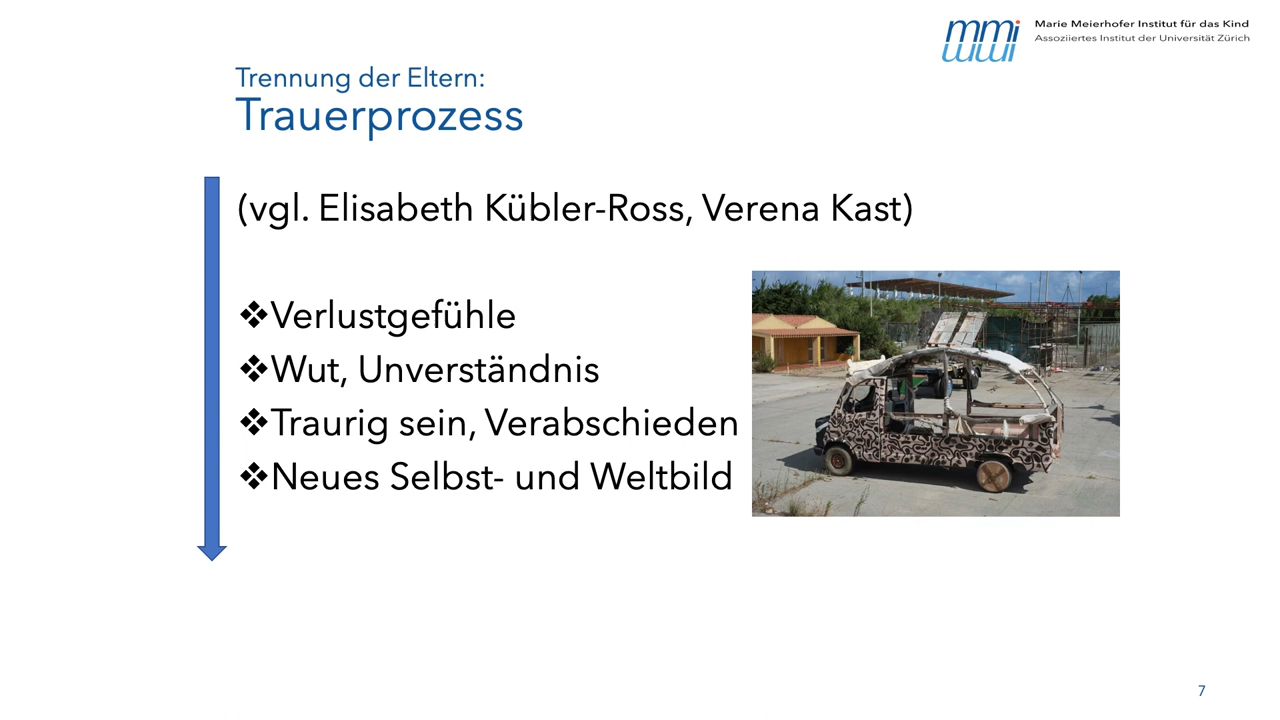 mmi
Marie Meierhofer Institut für das Kind
Assoziiertes Institut der Universität Zürich
Trennung der Eltern:
Trauerprozess
(vgl. Elisabeth Kübler-Ross, Verena Kast)
❖Verlustgefühle
❖Wut, Unverständnis
❖Traurig sein, Verabschieden
❖Neues Selbst- und Weltbild
7